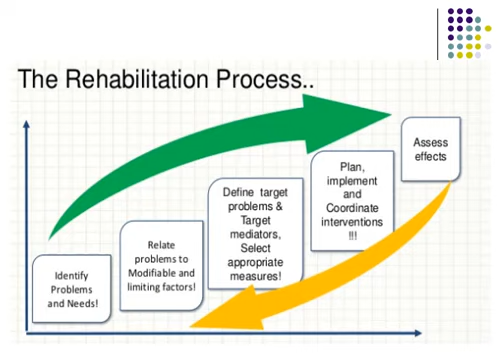 The Rehabilitation Process..
Identify
Problems
and Needs!
Relate
problems to
Modifiable and
limiting factors!
Define target
problems &
Target
mediators,
Select
appropriate
measures!
Plan,
implement
and
Coordinate
interventions
!!!
Assess
effects